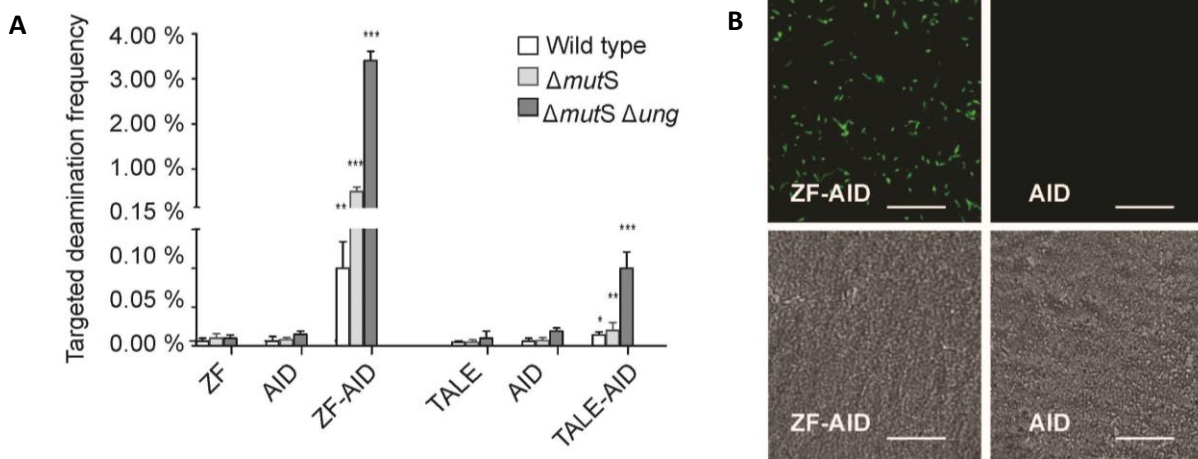 A
Targeted deamination frequency
4.00 %
3.00 %
2.00 %
1.00 %
0.15 %
0.10 %
0.05 %
0.00 %
**
***
***
*
**
***
Wild type
ΔmutS
ΔmutS Δung
ZF
AID
ZF-AID
TALE
AID
TALE-AID
B
ZF-AID
AID
ZF-AID
AID